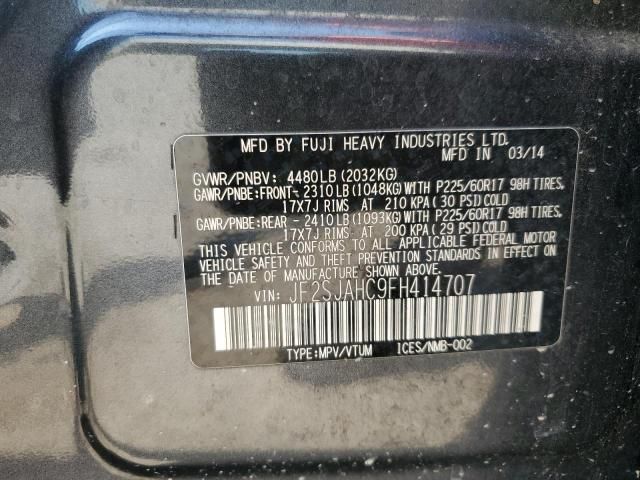 MFD BY FUJI HEAVY INDUSTRIES LTD.
MFD IN 03/14
GVWR/PNBV: 4480LB (2032KG)
GAWR/PNBE:FRONT- 2310LB (1048KG) WITH P225/60R17 98H TIRES,
17X7J RIMS AT 210 KPA (30 PSI) COLD
GAWR/PNBE:REAR - 2410LB (1093KG) WITH P225/60R17 98H TIRES,
17X7J RIMS AT 200 KPA (29 PSI) COLD
THIS VEHICLE CONFORMS TO ALL APPLICABLE FEDERAL MOTOR
VEHICLE SAFETY AND THEFT PREVENTION STANDARDS IN EFFECT ON
THE DATE OF MANUFACTURE SHOWN ABOVE.
VIN: JF2SJAHC9FH414707
TYPE:MPV/VTUM ICES/NMB-002